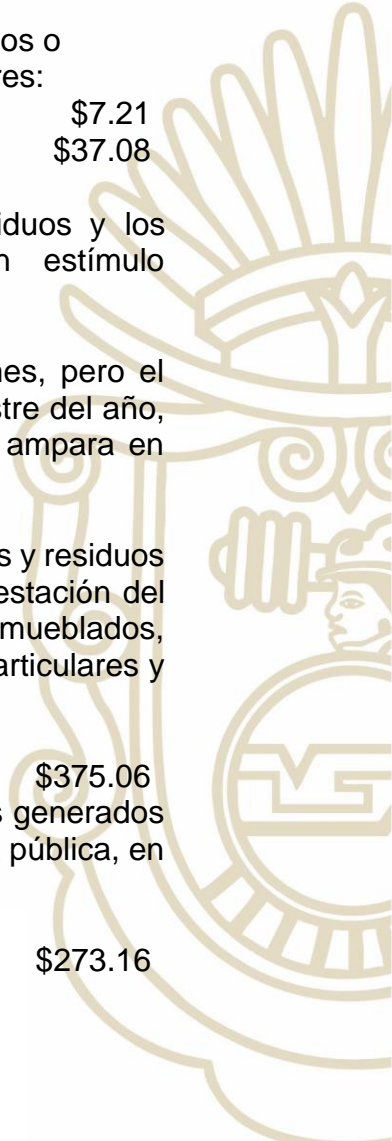 os o
res:
$7.21
$37.08
iduos y los
n estímulo
nes, pero el
stre del año,
ampara en
s y residuos
estación del
mueblados,
articulares y
$375.06
s generados
pública, en
$273.16